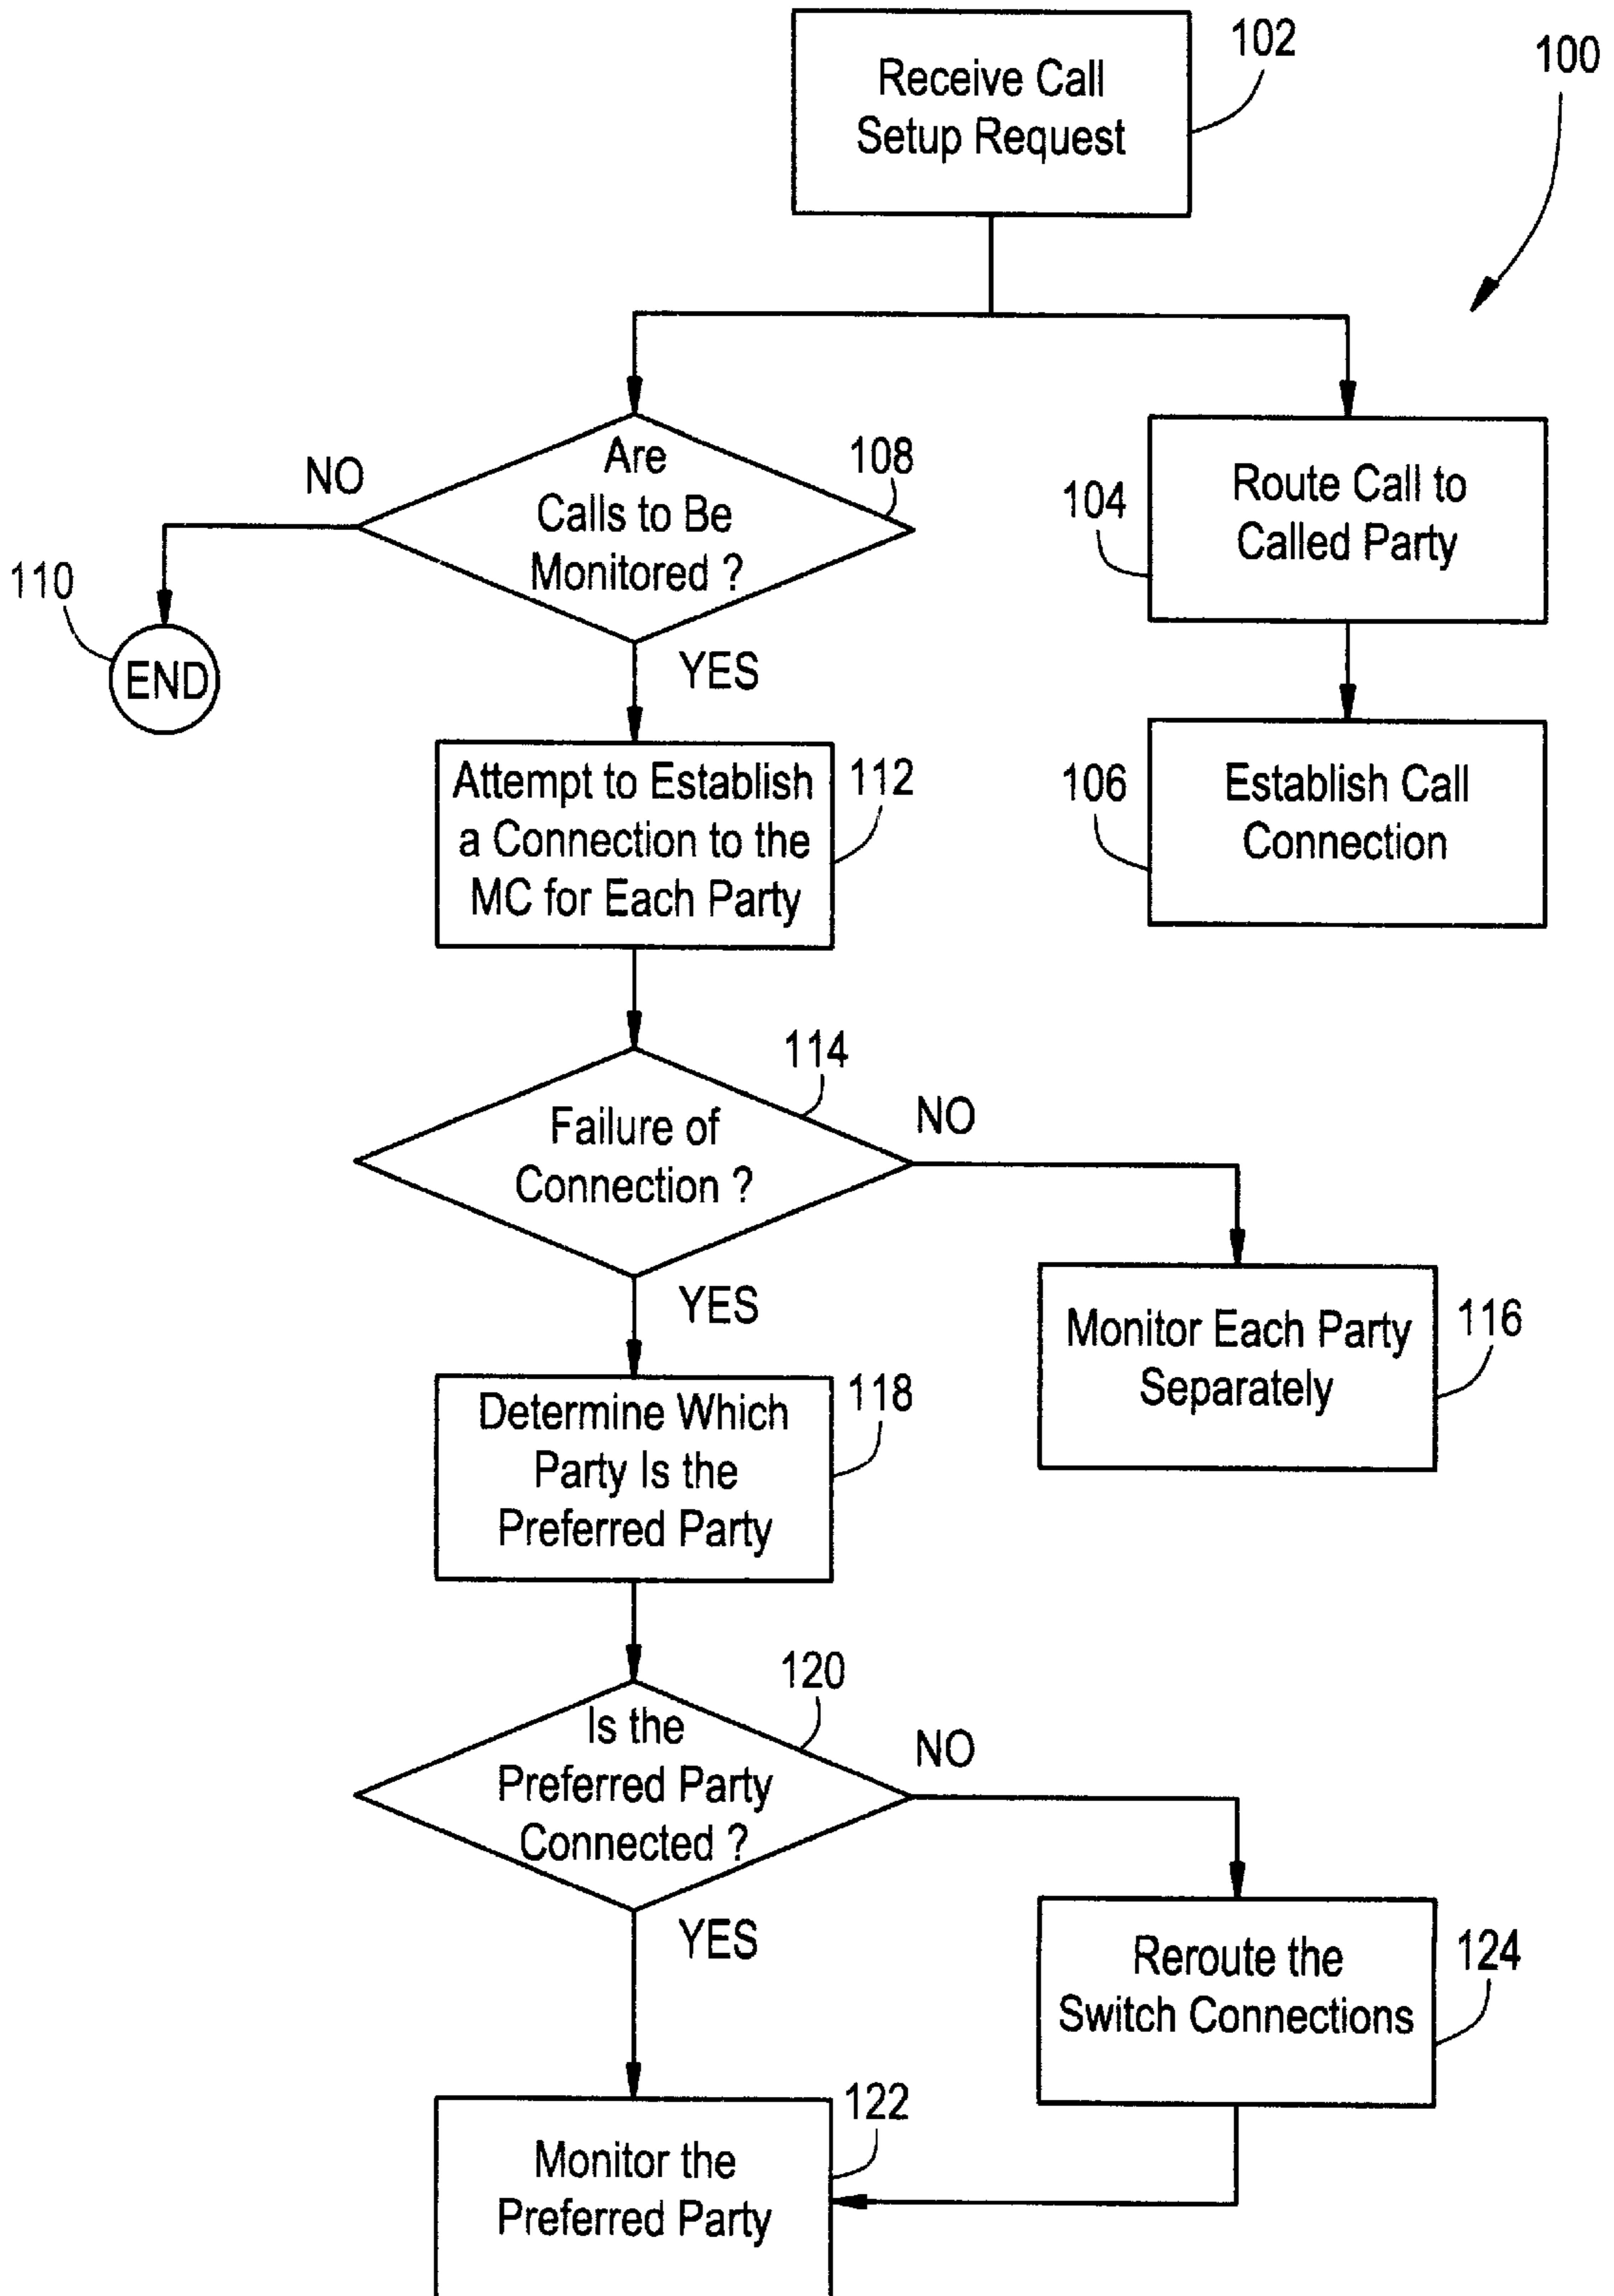 Receive Call
Setup Request
102
100
Are
Calls to Be
Monitored ?
108
NO
YES
110
END
Route Call to
Called Party
104
Attempt to Establish
a Connection to the
MC for Each Party
112
Establish Call
Connection
106
Failure of
Connection ?
114
NO
YES
Monitor Each Party
Separately
116
Determine Which
Party Is the
Preferred Party
118
Is the
Preferred Party
Connected ?
120
NO
YES
Reroute the
Switch Connections
124
Monitor the
Preferred Party
122